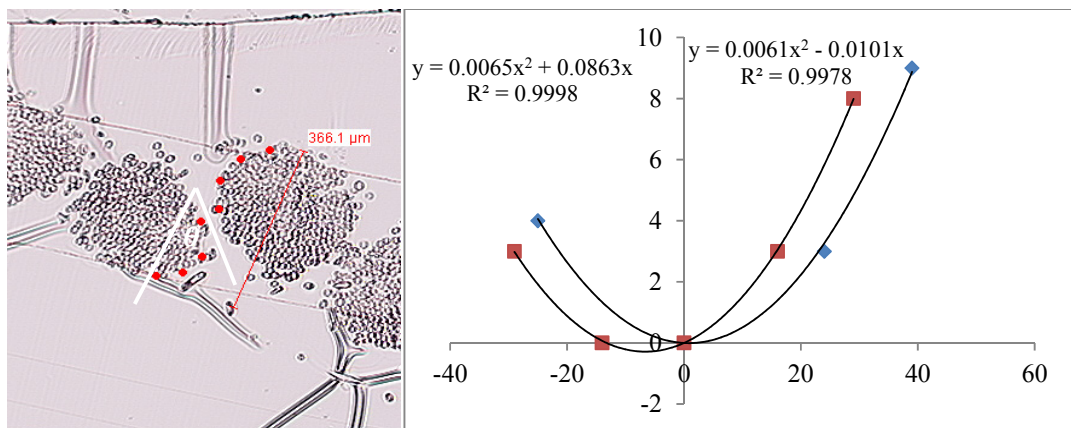 366.1 μm
θ
y = 0.0065x² + 0.0863x
R² = 0.9998
y = 0.0061x² - 0.0101x
R² = 0.9978
10
8
6
4
2
0
-2
-40
-20
0
20
40
60